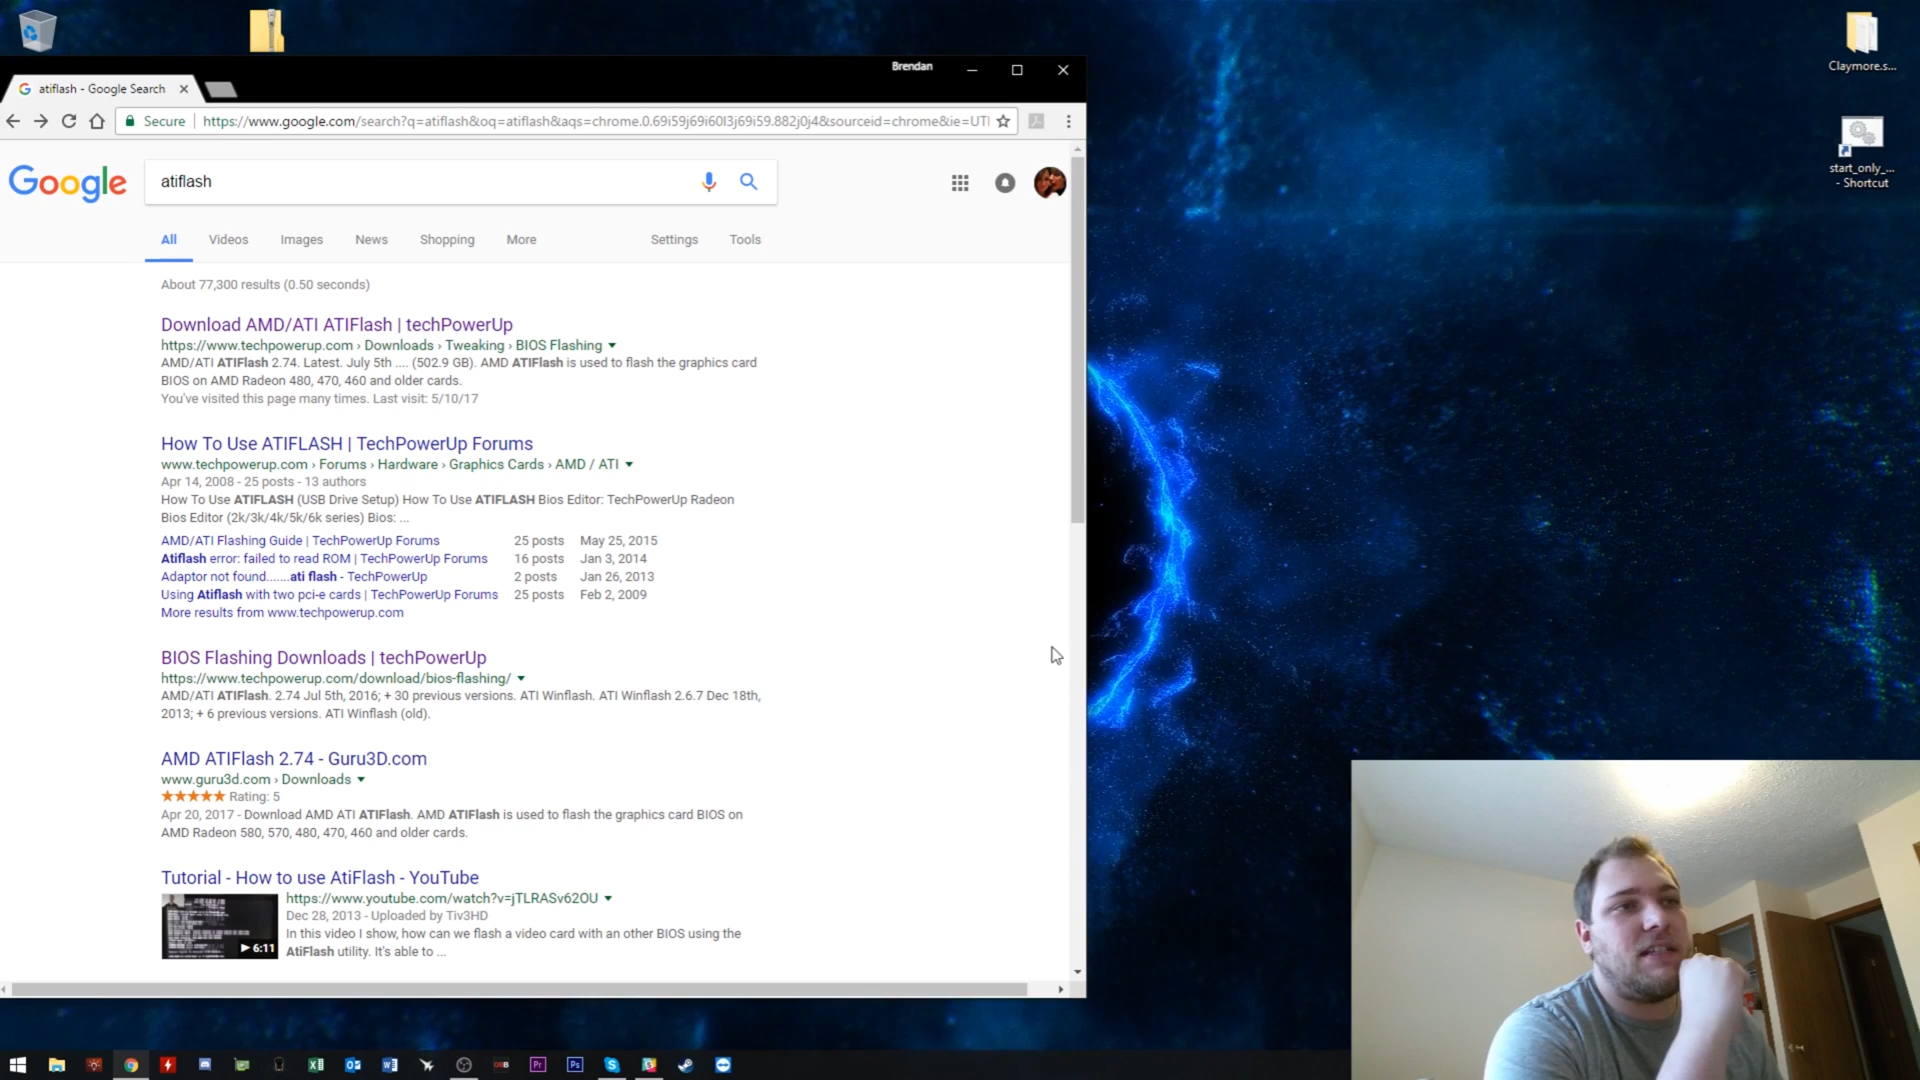 Brendan
atiflash - Google Search
Secure
https://www.google.com/search?q=atiflash&oq=atiflash&aqs=chrome.0.69i59j69i60l3j69i59.882j0j4&sourceid=chrome&ie=UTI
Google
atiflash
All Videos Images News Shopping More Settings Tools
About 77,300 results (0.50 seconds)
Download AMD/ATI ATIFlash | techPowerUp
https://www.techpowerup.com › Downloads › Tweaking › BIOS Flashing
AMD/ATI ATIFlash 2.74. Latest. July 5th .... (502.9 GB). AMD ATIFlash is used to flash the graphics card
BIOS on AMD Radeon 480, 470, 460 and older cards.
You've visited this page many times. Last visit: 5/10/17
How To Use ATIFLASH | TechPowerUp Forums
www.techpowerup.com › Forums › Hardware › Graphics Cards › AMD / ATI
Apr 14, 2008 - 25 posts - 13 authors
How To Use ATIFLASH (USB Drive Setup) How To Use ATIFLASH Bios Editor: TechPowerUp Radeon
Bios Editor (2k/3k/4k/5k/6k series) Bios: ...
AMD/ATI Flashing Guide | TechPowerUp Forums 25 posts May 25, 2015
Atiflash error: failed to read ROM | TechPowerUp Forums 16 posts Jan 3, 2014
Adaptor not found.......ati flash - TechPowerUp 2 posts Jan 26, 2013
Using Atiflash with two pci-e cards | TechPowerUp Forums 25 posts Feb 2, 2009
More results from www.techpowerup.com
BIOS Flashing Downloads | techPowerUp
https://www.techpowerup.com/download/bios-flashing/
AMD/ATI ATIFlash. 2.74 Jul 5th, 2016; + 30 previous versions. ATI Winflash. ATI Winflash 2.6.7 Dec 18th,
2013; + 6 previous versions. ATI Winflash (old).
AMD ATIFlash 2.74 - Guru3D.com
www.guru3d.com › Downloads
★★★★★ Rating: 5
Apr 20, 2017 - Download AMD ATI ATIFlash. AMD ATIFlash is used to flash the graphics card BIOS on
AMD Radeon 580, 570, 480, 470, 460 and older cards.
Tutorial - How to use AtiFlash - YouTube
https://www.youtube.com/watch?v=jTLRASv62OU
Dec 28, 2013 - Uploaded by Tiv3HD
In this video I show, how can we flash a video card with an other BIOS using the
AtiFlash utility. It's able to ...
6:11
Claymore.s...
start_only_...
- Shortcut
Pr
Ps